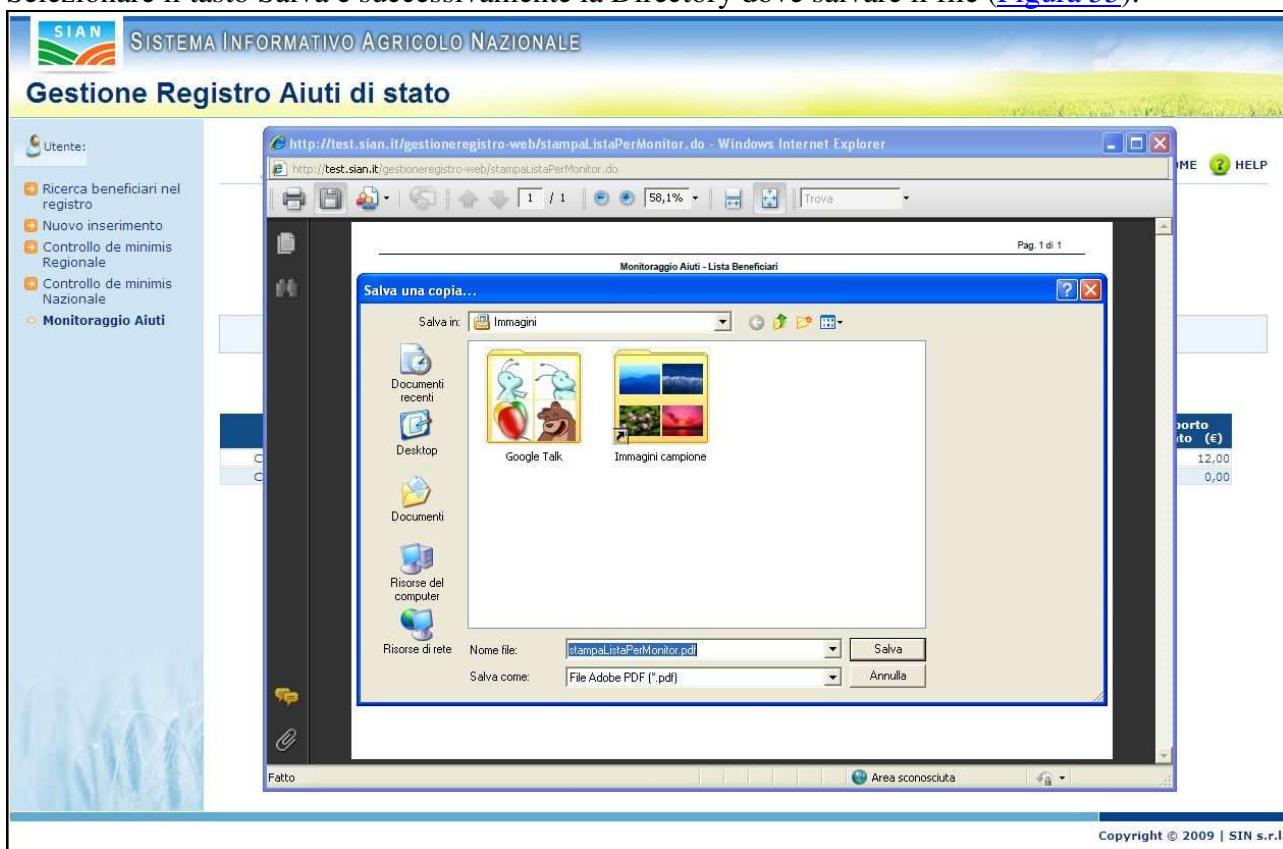 Selezionare il tasto Salva e successivamente la Directory dove salvare il file (Figura 33).
SIAN
SISTEMA INFORMATIVO AGRICOLO NAZIONALE
Gestione Registro Aiuti di stato
Utente:
Ricerca beneficiari nel
registro
Nuovo inserimento
Controllo de minimis
Regionale
Controllo de minimis
Nazionale
Monitoraggio Aiuti
HELP
http://test.sian.it/gestioneregistro-web/stampaListaPerMonitor.do - Windows Internet Explorer
http://test.sian.it/gestioneregistro-web/stampaListaPerMonitor.do
1 / 1
58,1%
Trova
Pag. 1 di 1
Monitoraggio Aiuti - Lista Beneficiari
Salva una copia...
Salva in:
Immagini
Documenti
recenti
Desktop
Documenti
Risorse del
computer
Risorse di rete
Google Talk
Immagini campione
Nome file:
stampaListaPerMonitor.pdf
Salva
Salva come:
File Adobe PDF (*.pdf)
Annulla
(€)
12,00
0,00
Fatto
Area sconosciuta
Copyright © 2009 | SIN s.r.l